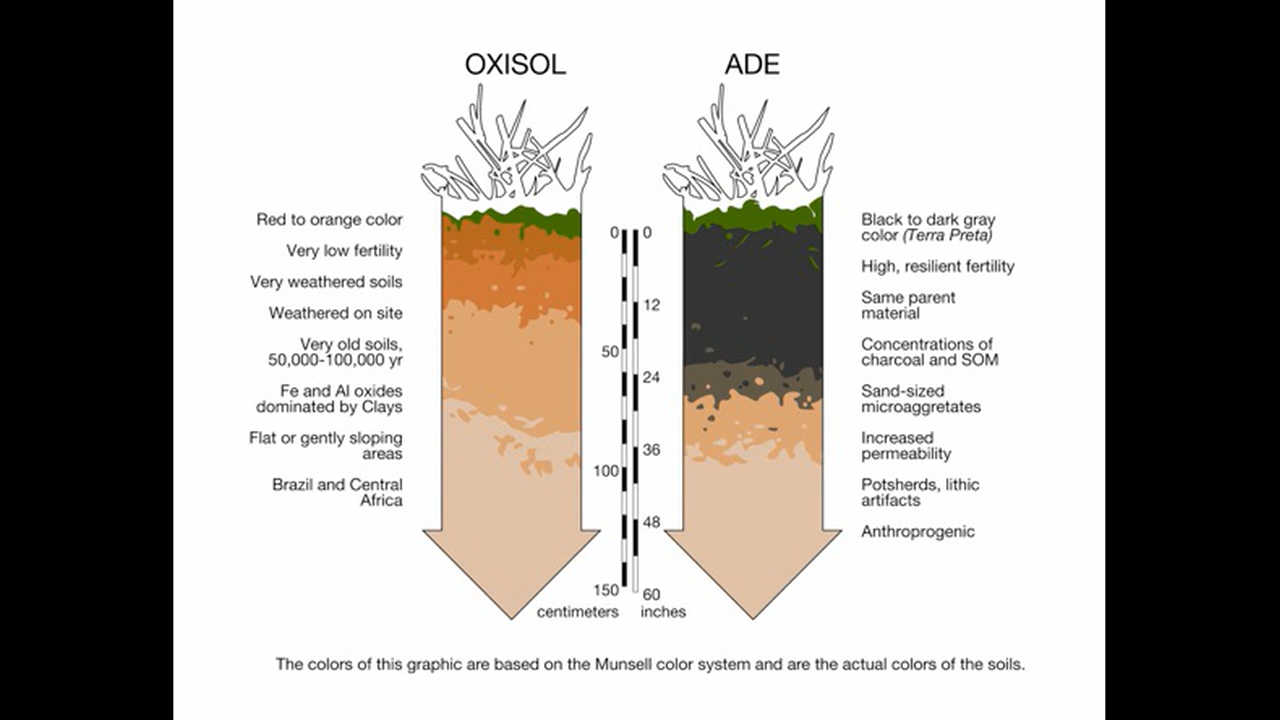 OXISOL
ADE
Red to orange color
Very low fertility
Very weathered soils
Weathered on site
Very old soils,
50,000-100,000 yr
Fe and Al oxides
dominated by Clays
Flat or gently sloping
areas
Brazil and Central
Africa
0
50
100
150
centimeters
0
12
24
36
48
60
inches
Black to dark gray
color (Terra Preta)
High, resilient fertility
Same parent
material
Concentrations of
charcoal and SOM
Sand-sized
microaggretates
Increased
permeability
Potsherds, lithic
artifacts
Anthroprogenic
The colors of this graphic are based on the Munsell color system and are the actual colors of the soils.